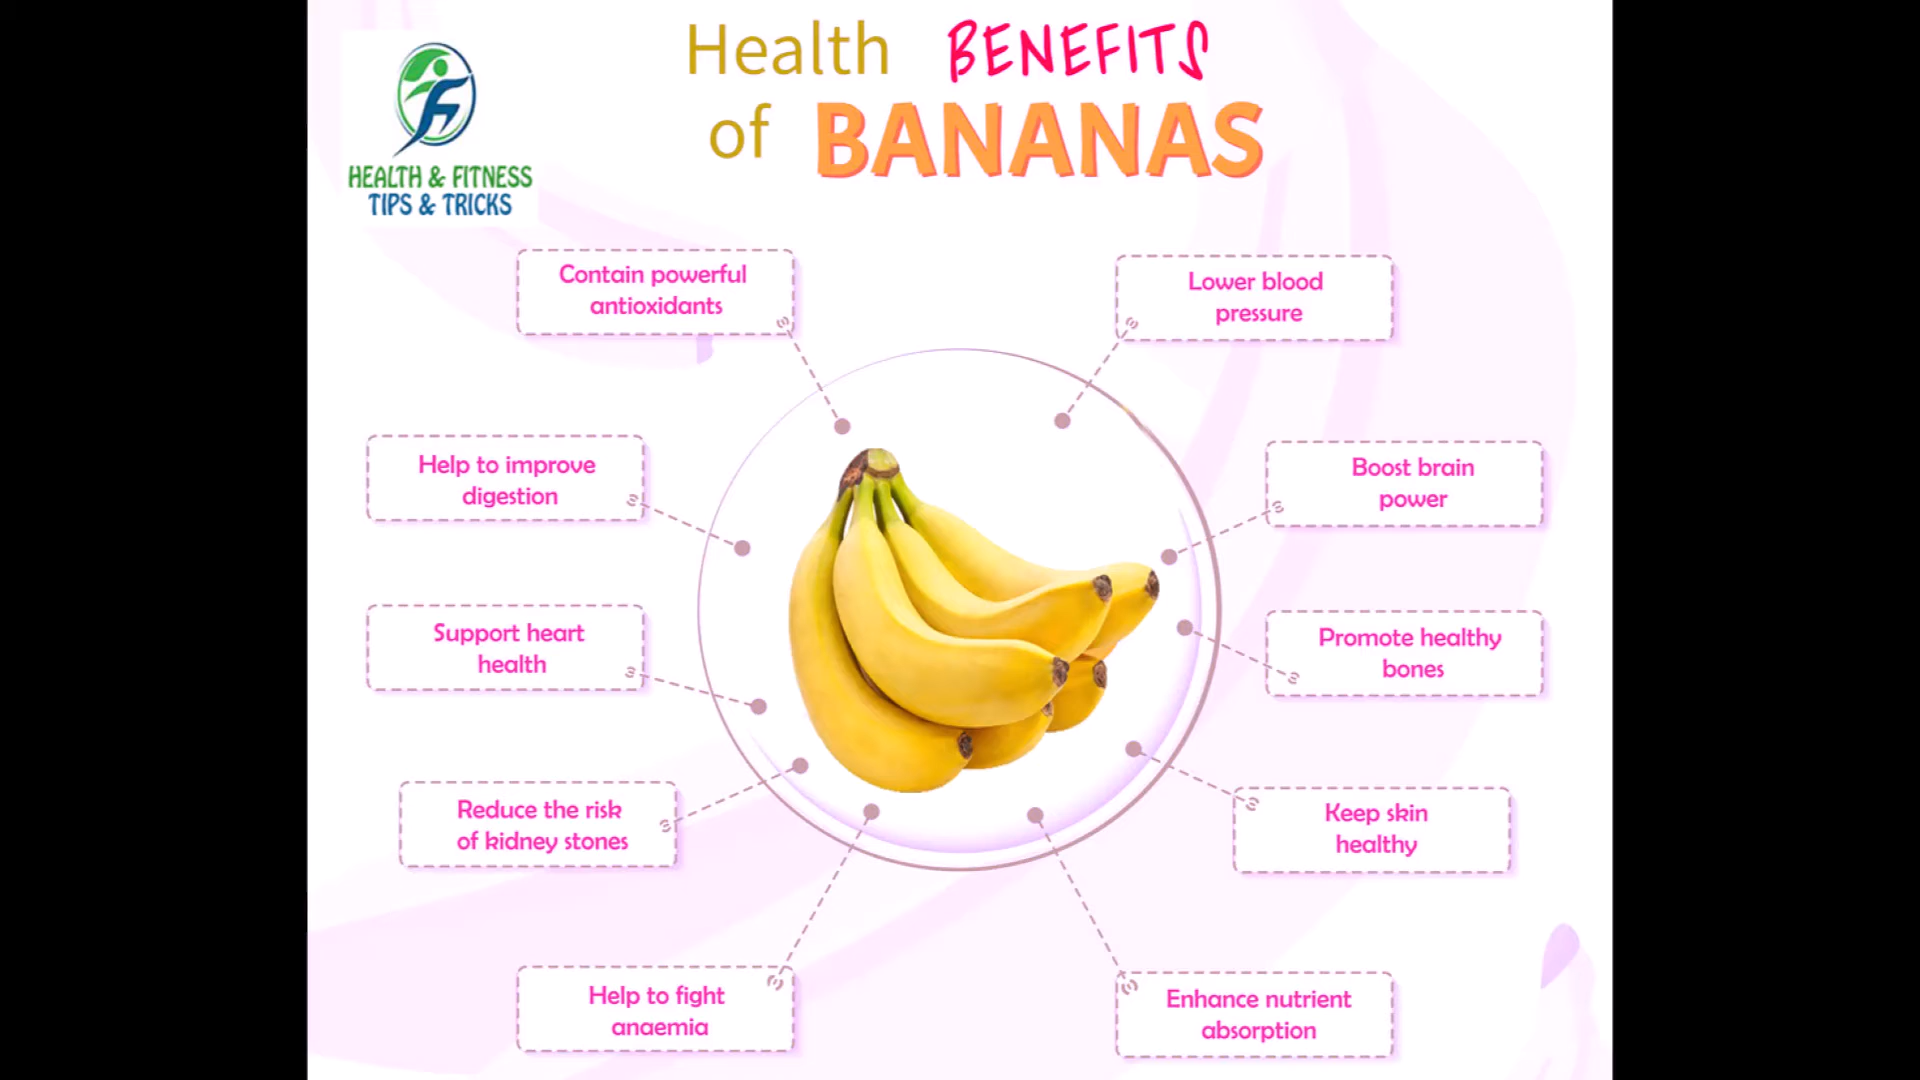 Health BENEFITS
of BANANAS
HEALTH & FITNESS
TIPS & TRICKS
Contain powerful
antioxidants
Lower blood
pressure
Help to improve
digestion
Boost brain
power
Support heart
health
Promote healthy
bones
Reduce the risk
of kidney stones
Keep skin
healthy
Help to fight
anaemia
Enhance nutrient
absorption